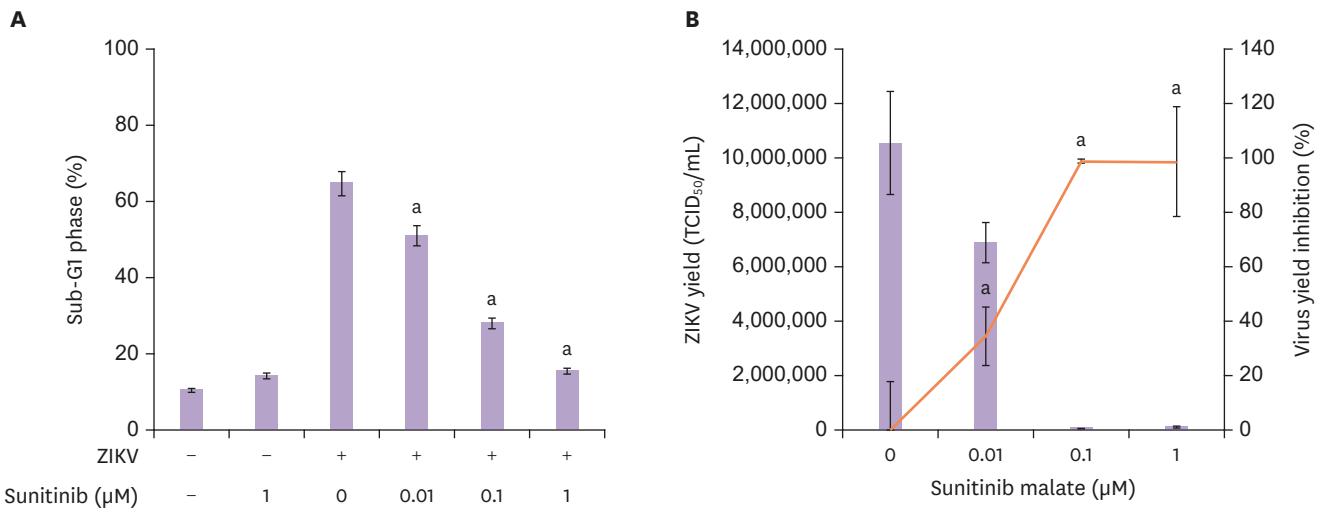 A
Sub-G1 phase (%)
100
80
60
40
20
0
a
a
a
ZIKV – – + + + +
Sunitinib (μM) – 1 0 0.01 0.1 1
B
ZIKV yield (TCID50/mL)
14,000,000
12,000,000
10,000,000
8,000,000
6,000,000
4,000,000
2,000,000
0
a
a
a
140
120
100
80
60
40
20
0
Virus yield inhibition (%)
0 0.01 0.1 1
Sunitinib malate (μM)